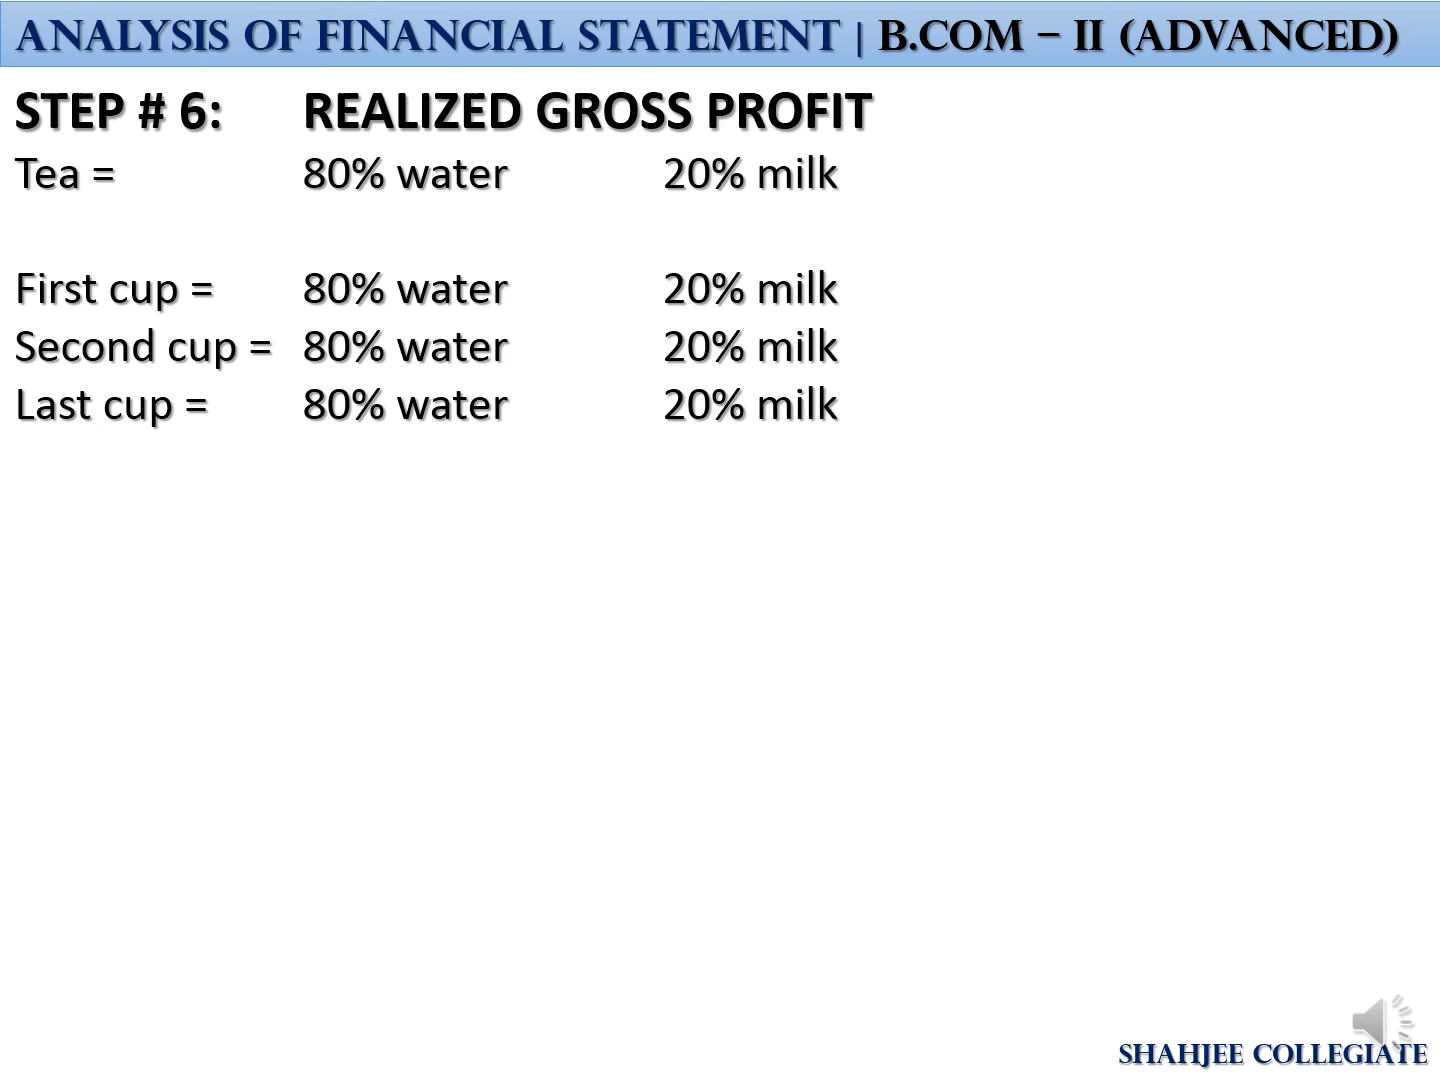 ANALYSIS OF FINANCIAL STATEMENT | B.COM – II (ADVANCED)
STEP # 6: REALIZED GROSS PROFIT
Tea = 80% water 20% milk
First cup = 80% water 20% milk
Second cup = 80% water 20% milk
Last cup = 80% water 20% milk
SHAHJEE COLLEGIATE